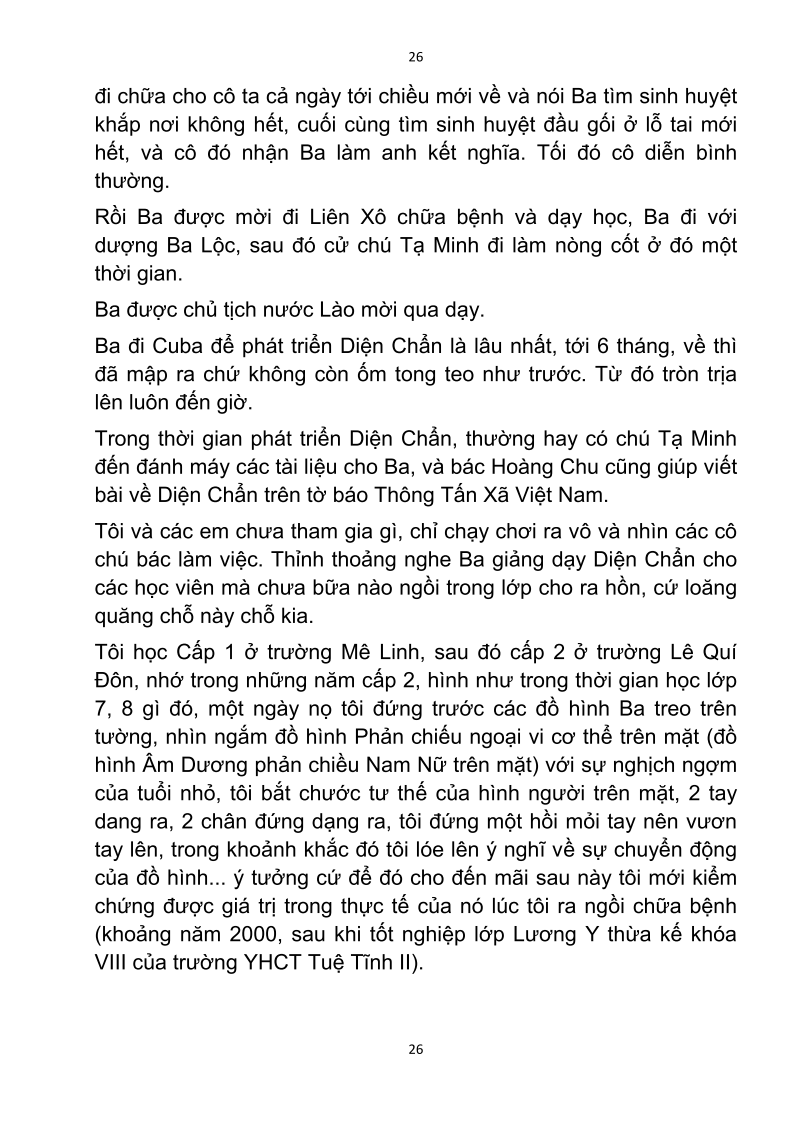 26
đi chữa cho cô ta cả ngày tới chiều mới về và nói Ba tìm sinh huyệt
khắp nơi không hết, cuối cùng tìm sinh huyệt đầu gối ở lỗ tai mới
hết, và cô đó nhận Ba làm anh kết nghĩa. Tối đó cô diễn bình
thường.
Rồi Ba được mời đi Liên Xô chữa bệnh và dạy học, Ba đi với
dượng Ba Lộc, sau đó cử chú Tạ Minh đi làm nòng cốt ở đó một
thời gian.
Ba được chủ tịch nước Lào mời qua dạy.
Ba đi Cuba để phát triển Diện Chẩn là lâu nhất, tới 6 tháng, về thì
đã mập ra chứ không còn ốm tong teo như trước. Từ đó tròn trịa
lên luôn đến giờ.
Trong thời gian phát triển Diện Chẩn, thường hay có chú Tạ Minh
đến đánh máy các tài liệu cho Ba, và bác Hoàng Chu cũng giúp viết
bài về Diện Chẩn trên tờ báo Thông Tấn Xã Việt Nam.
Tôi và các em chưa tham gia gì, chỉ chạy chơi ra vô và nhìn các cô
chú bác làm việc. Thỉnh thoảng nghe Ba giảng dạy Diện Chẩn cho
các học viên mà chưa bữa nào ngồi trong lớp cho ra hồn, cứ loăng
quăng chỗ này chỗ kia.
Tôi học Cấp 1 ở trường Mê Linh, sau đó cấp 2 ở trường Lê Quí
Đôn, nhớ trong những năm cấp 2, hình như trong thời gian học lớp
7, 8 gì đó, một ngày nọ tôi đứng trước các đồ hình Ba treo trên
tường, nhìn ngắm đồ hình Phản chiếu ngoại vi cơ thể trên mặt (đồ
hình Âm Dương phản chiều Nam Nữ trên mặt) với sự nghịch ngợm
của tuổi nhỏ, tôi bắt chước tư thế của hình người trên mặt, 2 tay
dang ra, 2 chân đứng dạng ra, tôi đứng một hồi mỏi tay nên vươn
tay lên, trong khoảnh khắc đó tôi lóe lên ý nghĩ về sự chuyển động
của đồ hình... ý tưởng cứ để đó cho đến mãi sau này tôi mới kiểm
chứng được giá trị trong thực tế của nó lúc tôi ra ngồi chữa bệnh
(khoảng năm 2000, sau khi tốt nghiệp lớp Lương Y thừa kế khóa
VIII của trường YHCT Tuệ Tĩnh II).
26